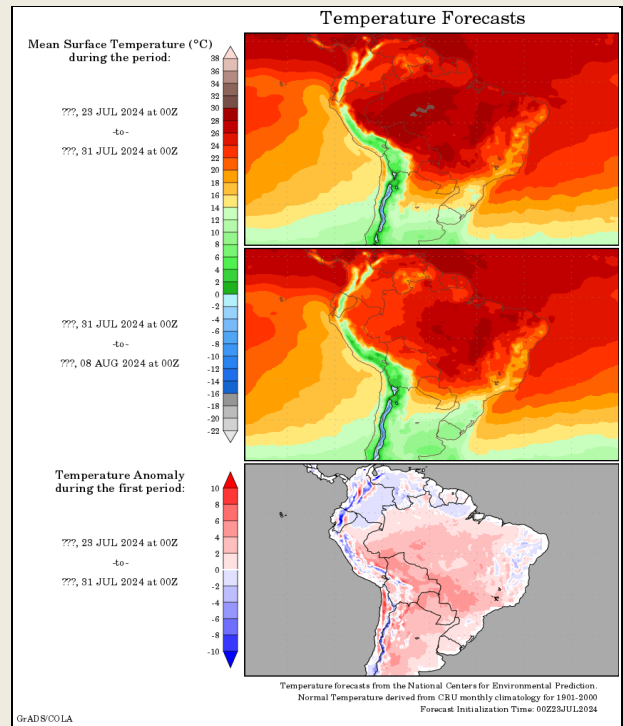 Temperature Forecasts
Mean Surface Temperature (°C)
during the period:
???, 23 JUL 2024 at 00Z
-to-
???, 31 JUL 2024 at 00Z
38
36
34
32
30
28
26
24
22
20
18
16
14
12
10
8
6
4
2
0
-2
-4
-6
-8
-10
-12
-14
-16
-18
-20
-22
???, 31 JUL 2024 at 00Z
-to-
???, 08 AUG 2024 at 00Z
Temperature Anomaly
during the first period:
???, 23 JUL 2024 at 00Z
-to-
???, 31 JUL 2024 at 00Z
10
8
6
4
2
0
-2
-4
-6
-8
-10
Temperature forecasts from the National Centers for Environmental Prediction.
Normal Temperature derived from CRU monthly climatology for 1901-2000
Forecast Initialization Time: 00Z23JUL2024
GrADS/COLA